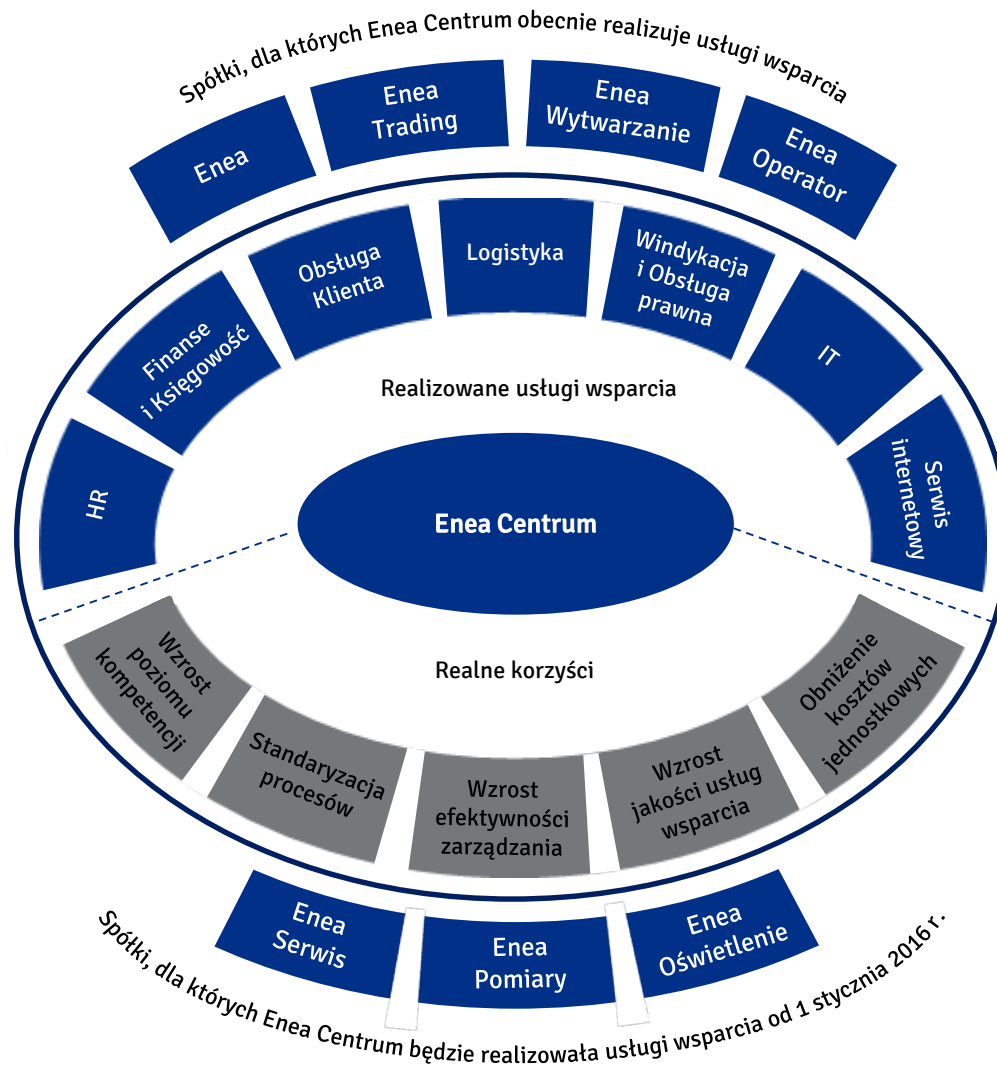 Spółki, dla których Enea Centrum obecnie realizuje usługi wsparcia
Enea
Enea
Trading
Enea
Wytwarzanie
Enea
Operator
HR
Finanse
i Księgowość
Obsługa
Klienta
Logistyka
Windykacja
i Obsługa
prawna
IT
Serwis
internetowy
Realizowane usługi wsparcia
Enea Centrum
Realne korzyści
Wzrost
poziomu
kompetencji
Standaryzacja
procesów
Wzrost
efektywności
zarządzania
Wzrost
jakości usług
wsparcia
Obniżenie
kosztów
jednostkowych
Enea
Serwis
Enea
Pomiary
Enea
Oświetlenie
Spółki, dla których Enea Centrum będzie realizowała usługi wsparcia od 1 stycznia 2016 r.